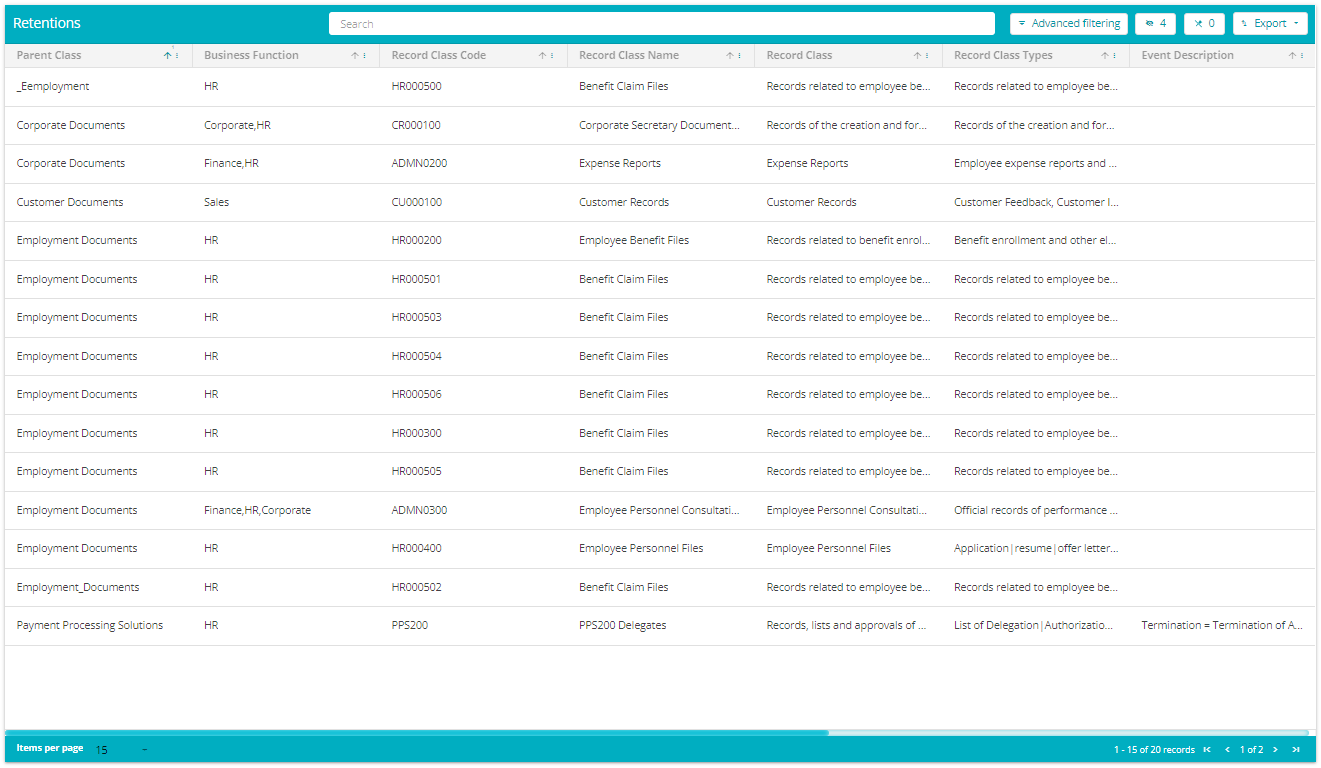 Retentions Search Advanced filtering 4 0 Export
Parent Class Business Function Record Class Code Record Class Name Record Class Record Class Types Event Description
_Eemployment HR HR000500 Benefit Claim Files Records related to employee be... Records related to employee be...
Corporate Documents Corporate,HR CR000100 Corporate Secretary Document... Records of the creation and for... Records of the creation and for...
Corporate Documents Finance,HR ADMN0200 Expense Reports Expense Reports Employee expense reports and ...
Customer Documents Sales CU000100 Customer Records Customer Records Customer Feedback, Customer I...
Employment Documents HR HR000200 Employee Benefit Files Records related to benefit enrol... Benefit enrollment and other el...
Employment Documents HR HR000501 Benefit Claim Files Records related to employee be... Records related to employee be...
Employment Documents HR HR000503 Benefit Claim Files Records related to employee be... Records related to employee be...
Employment Documents HR HR000504 Benefit Claim Files Records related to employee be... Records related to employee be...
Employment Documents HR HR000506 Benefit Claim Files Records related to employee be... Records related to employee be...
Employment Documents HR HR000300 Benefit Claim Files Records related to employee be... Records related to employee be...
Employment Documents HR HR000505 Benefit Claim Files Records related to employee be... Records related to employee be...
Employment Documents Finance,HR,Corporate ADMN0300 Employee Personnel Consultati... Employee Personnel Consultati... Official records of performance ...
Employment Documents HR HR000400 Employee Personnel Files Employee Personnel Files Application|resume|offer letter...
Employment_Documents HR HR000502 Benefit Claim Files Records related to employee be... Records related to employee be...
Payment Processing Solutions HR PPS200 PPS200 Delegates Records, lists and approvals of ... List of Delegation|Authorizatio... Termination = Termination of A...
Items per page 15 1 - 15 of 20 records 1 of 2